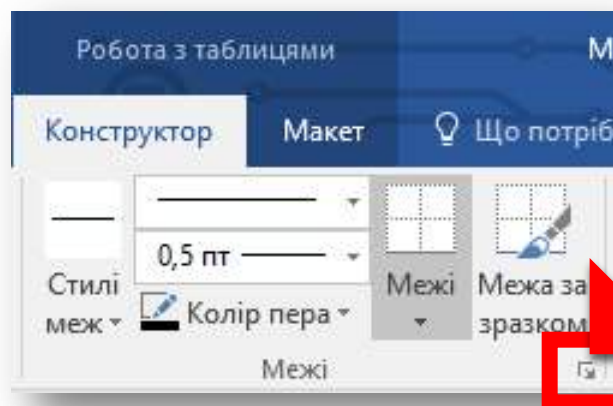 Робота з таблицями
М
Конструктор Макет Що потріб
0,5 пт
Стилі меж
Колір пера
Межі
Межа за зразком
Межі